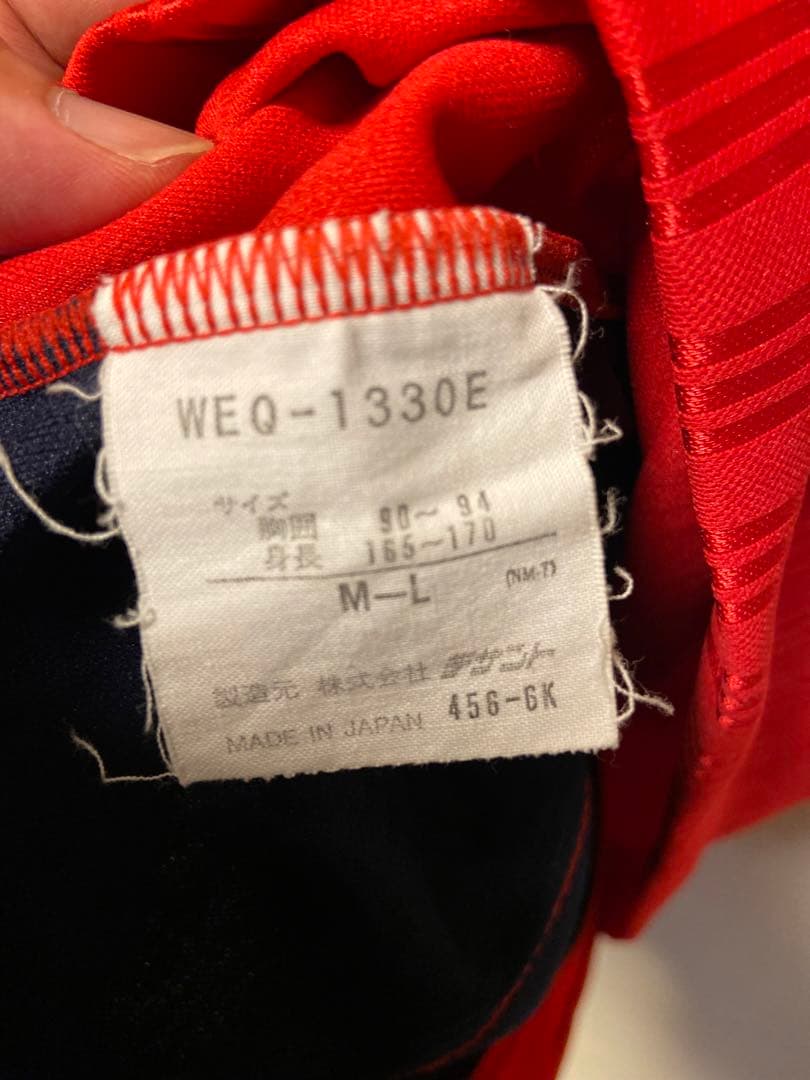 WEQ-1330E
サイズ
胸囲 90～94
身長 165～170
M-L (NM-7)
製造元 株式会社 デサント
MADE IN JAPAN 456-6K